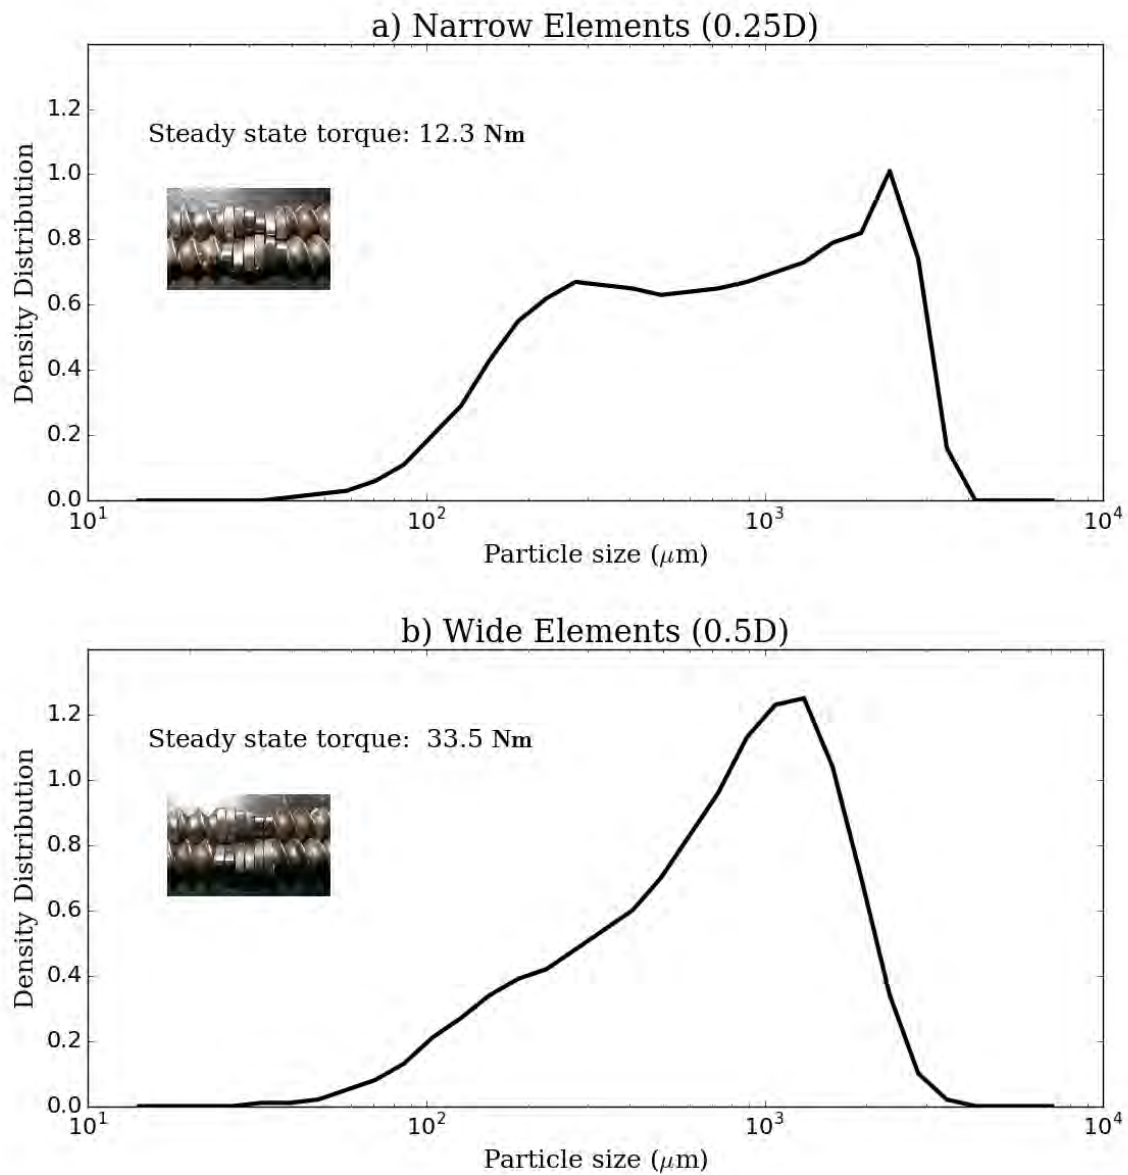 a) Narrow Elements (0.25D)
1.2
Steady state torque: 12.3 Nm
1.0
0.8
0.6
0.4
0.2
0.0
Density Distribution
10¹
10²
10³
10⁴
Particle size (μm)
b) Wide Elements (0.5D)
1.2
Steady state torque: 33.5 Nm
1.0
0.8
0.6
0.4
0.2
0.0
Density Distribution
10¹
10²
10³
10⁴
Particle size (μm)